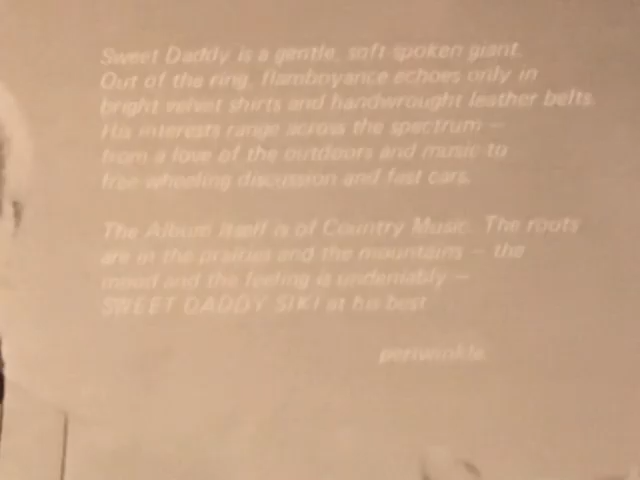 Sweet Daddy is a gentle, soft spoken giant.
Out of the ring, flamboyance echoes only in
bright velvet shirts and handwrought leather belts.
His interests range across the spectrum —
from a love of the outdoors and music to
free-wheeling discussion and fast cars.
The Album itself is of Country Music. The roots
are in the prairies and the mountains — the
mood and the feeling is undeniably —
SWEET DADDY SIKI at his best
periwinkle.